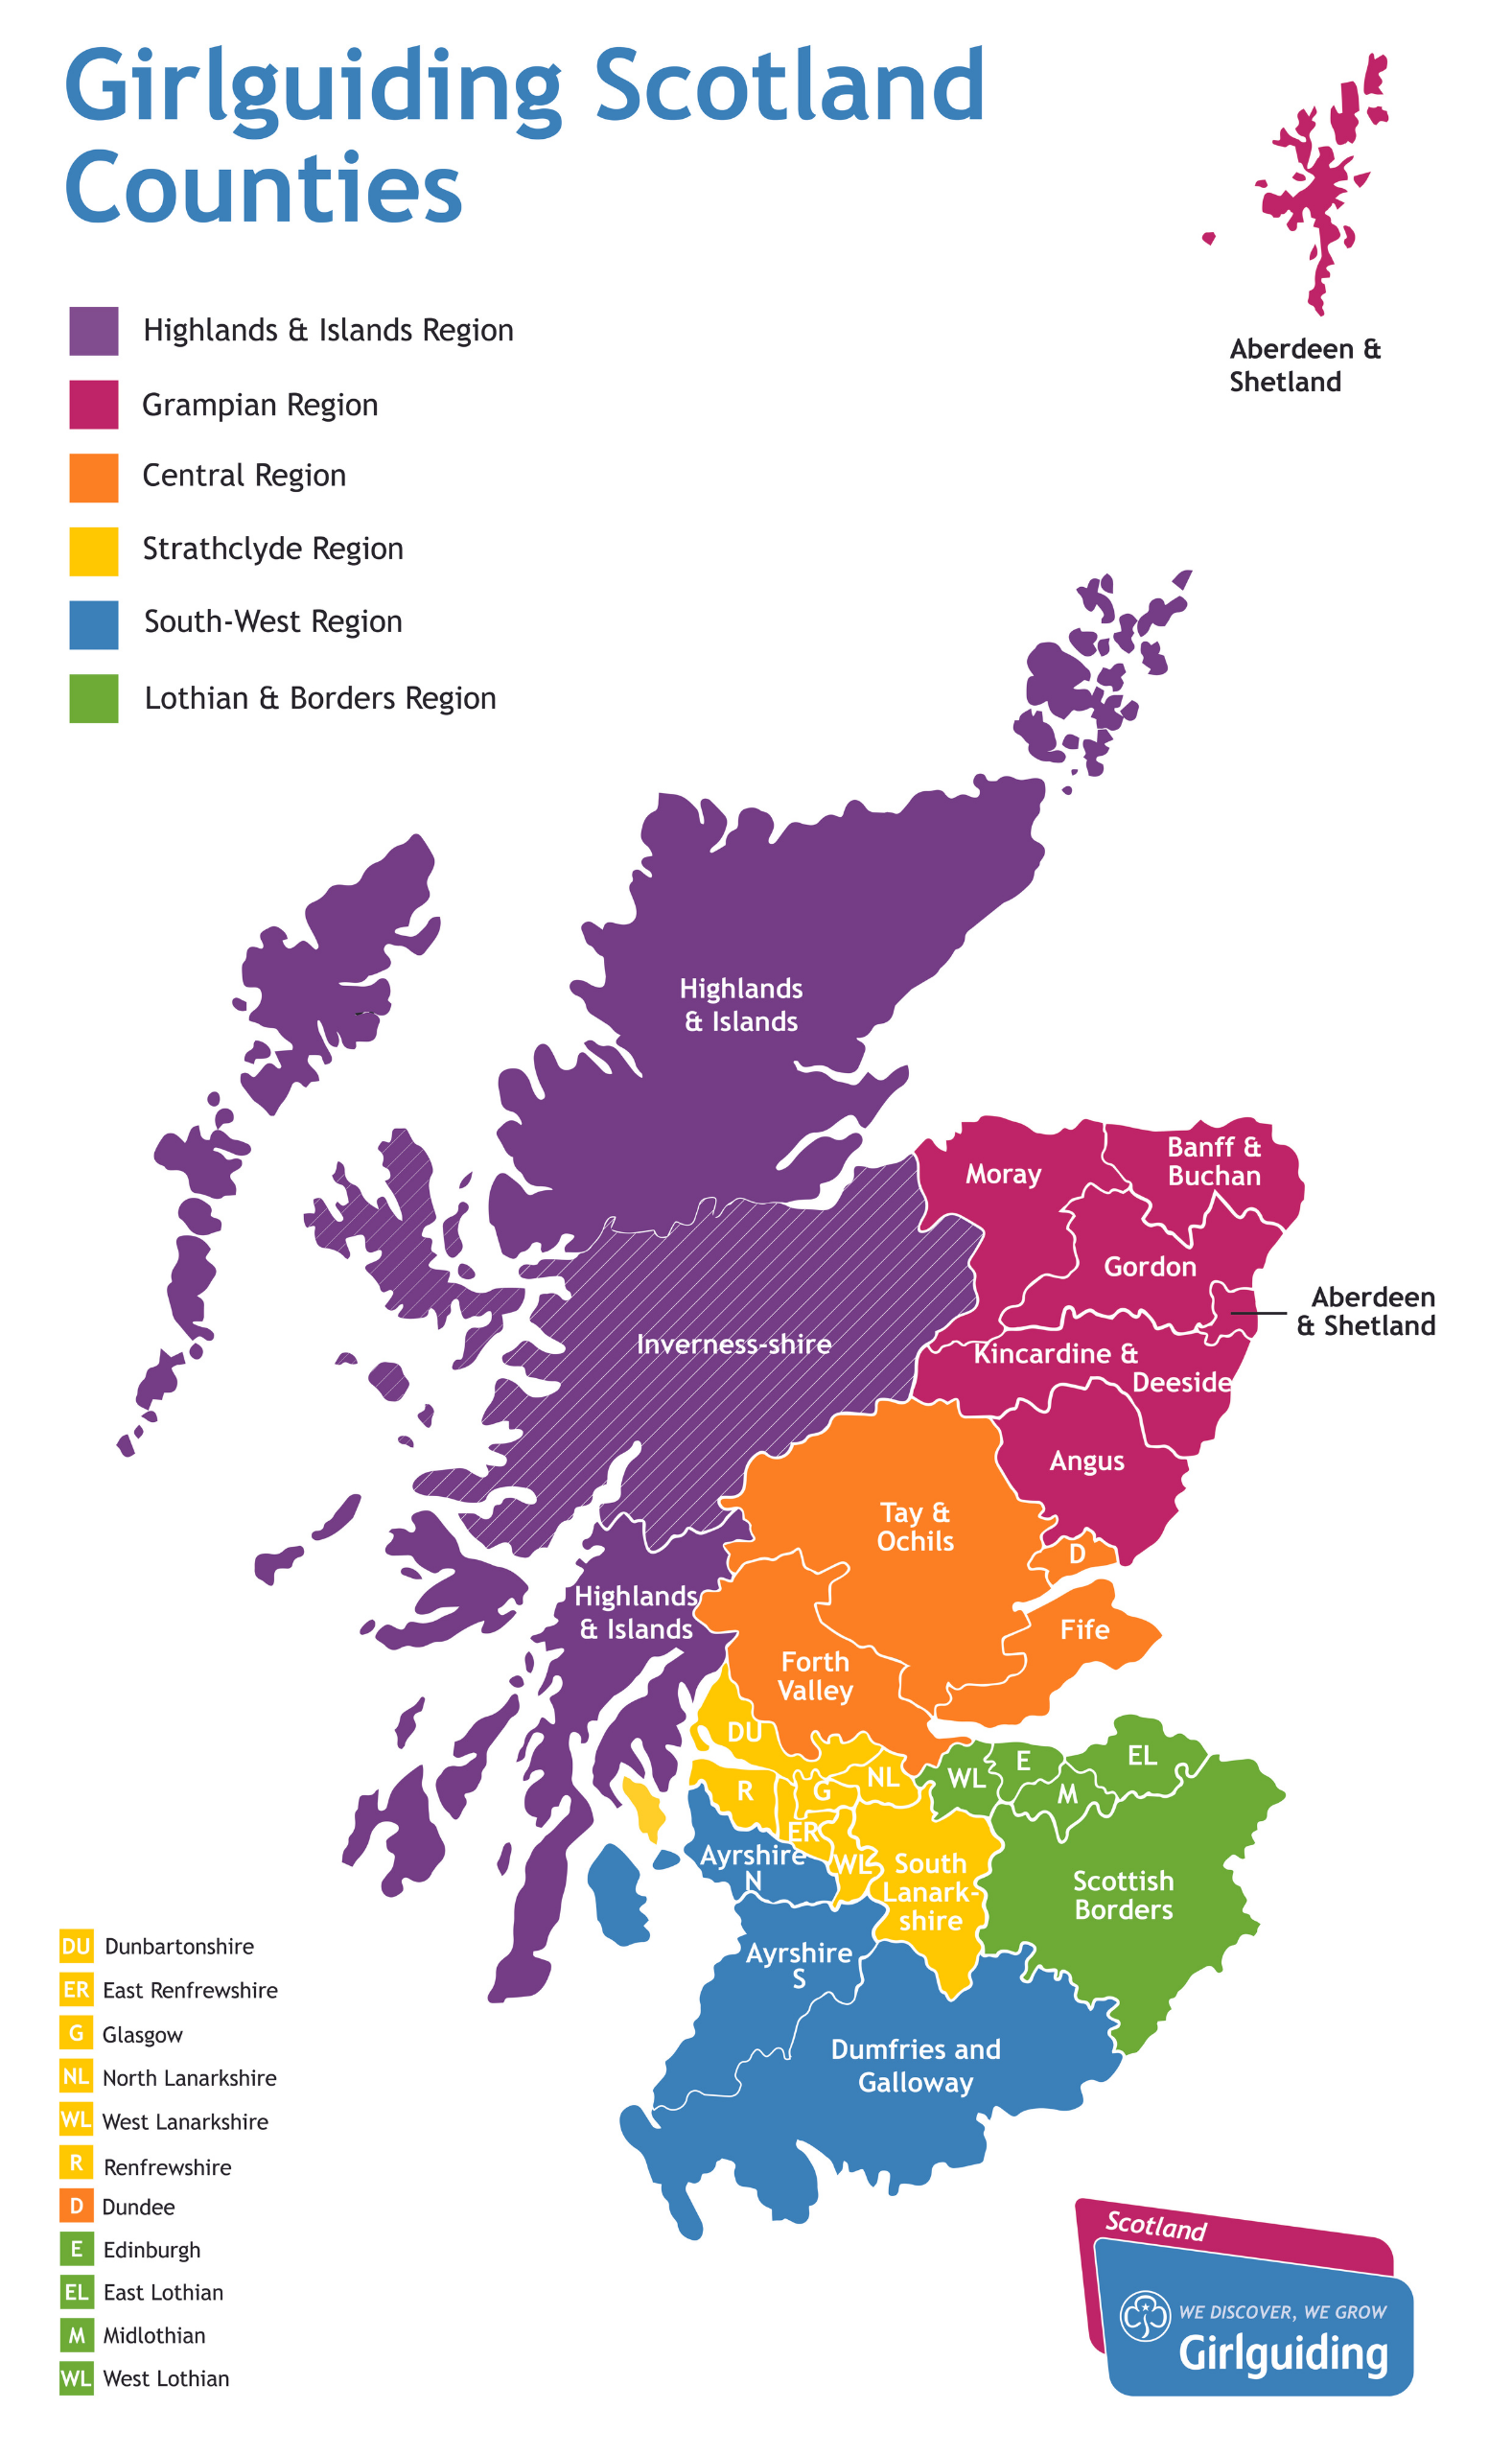 Girlguiding Scotland
Counties
Aberdeen &
Shetland
Highlands & Islands Region
Grampian Region
Central Region
Strathclyde Region
South-West Region
Lothian & Borders Region
Highlands
& Islands
Moray
Banff &
Buchan
Gordon
Aberdeen
& Shetland
Inverness-shire
Kincardine &
Deeside
Angus
Tay &
Ochils
D
Highlands
& Islands
Fife
Forth
Valley
DU
E
EL
NL
WL
R
G
M
ER
Ayrshire
N
WL
South
Lanark-
shire
Scottish
Borders
Ayrshire
S
Dumfries and
Galloway
DU Dunbartonshire
ER East Renfrewshire
G Glasgow
NL North Lanarkshire
WL West Lanarkshire
R Renfrewshire
D Dundee
E Edinburgh
EL East Lothian
M Midlothian
WL West Lothian
Scotland
WE DISCOVER, WE GROW
Girlguiding